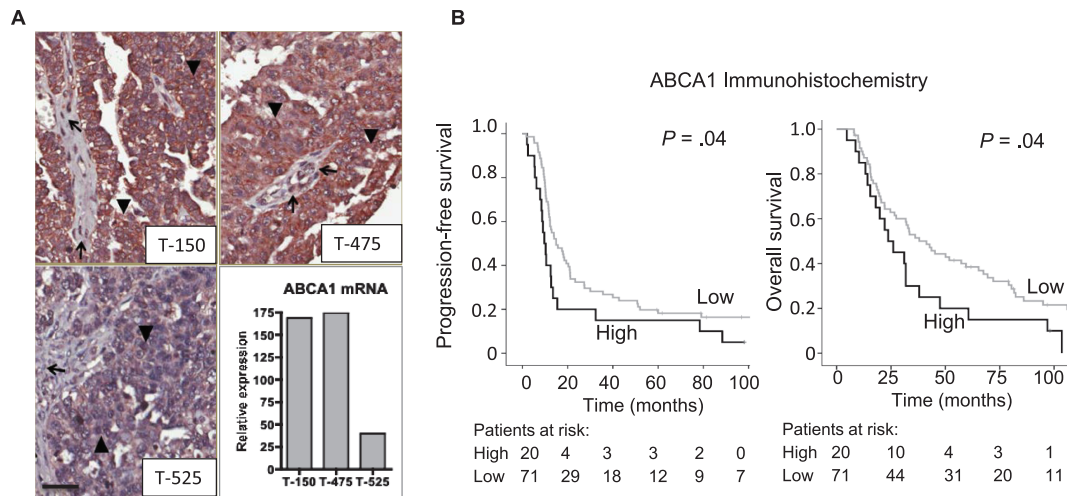 A
T-150
T-475
T-525
ABCA1 mRNA
Relative expression
175
150
125
100
75
50
25
0
T-150 T-475 T-525
B
ABCA1 Immunohistochemistry
Progression-free survival
1.0
0.8
0.6
0.4
0.2
0
P = .04
Low
High
0 20 40 60 80 100
Time (months)
Patients at risk:
High 20 4 3 3 2 0
Low 71 29 18 12 9 7
Overall survival
1.0
0.8
0.6
0.4
0.2
0
P = .04
Low
High
0 25 50 75 100
Time (months)
Patients at risk:
High 20 10 4 3 1
Low 71 44 31 20 11